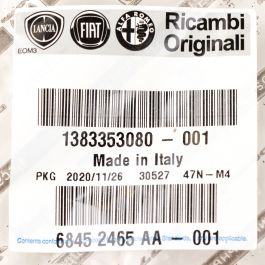 LANCIA FIAT ALFA ROMEO Ricambi
EOM3 Originali
1383353080 - 001
Made in Italy
PKG 2020/11/26 30527 47N-M4
6845 2465 AA - 001